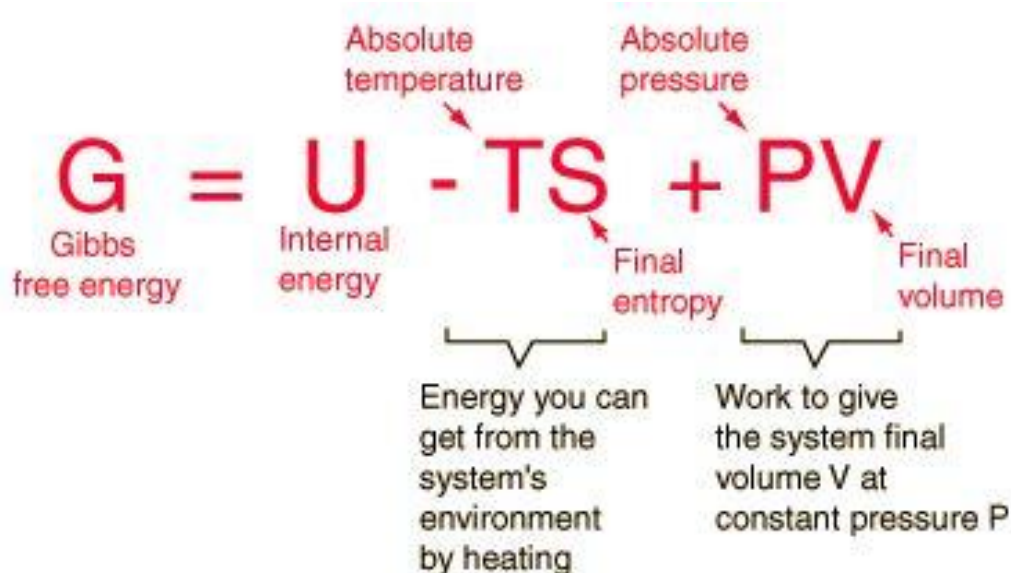 Absolute
temperature
Absolute
pressure
G = U - TS + PV
Gibbs
free energy
Internal
energy
Final
entropy
Final
volume
Energy you can
get from the
system's
environment
by heating
Work to give
the system final
volume V at
constant pressure P